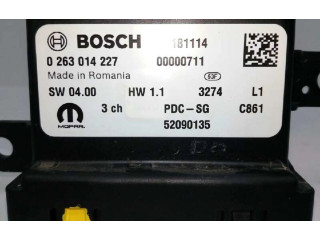 BOSCH 181114
0 263 014 227 00000711
Made in Romania
SW 04.00 HW 1.1 3274 L1
3 ch PDC-SG C861
MOPAR
52090135